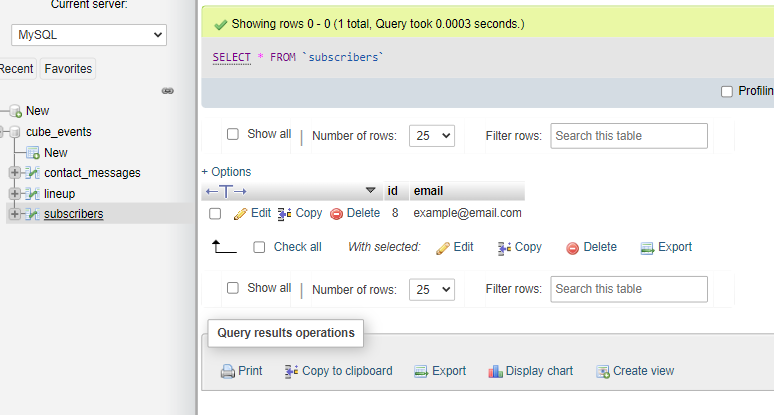 Current server:
MySQL
Recent Favorites
New
cube_events
New
contact_messages
lineup
subscribers
Showing rows 0 - 0 (1 total, Query took 0.0003 seconds.)
SELECT * FROM `subscribers`
Profilin
Show all | Number of rows: 25 Filter rows: Search this table
+ Options
←T→ id email
Edit Copy Delete 8 example@email.com
Check all With selected: Edit Copy Delete Export
Show all | Number of rows: 25 Filter rows: Search this table
Query results operations
Print Copy to clipboard Export Display chart Create view